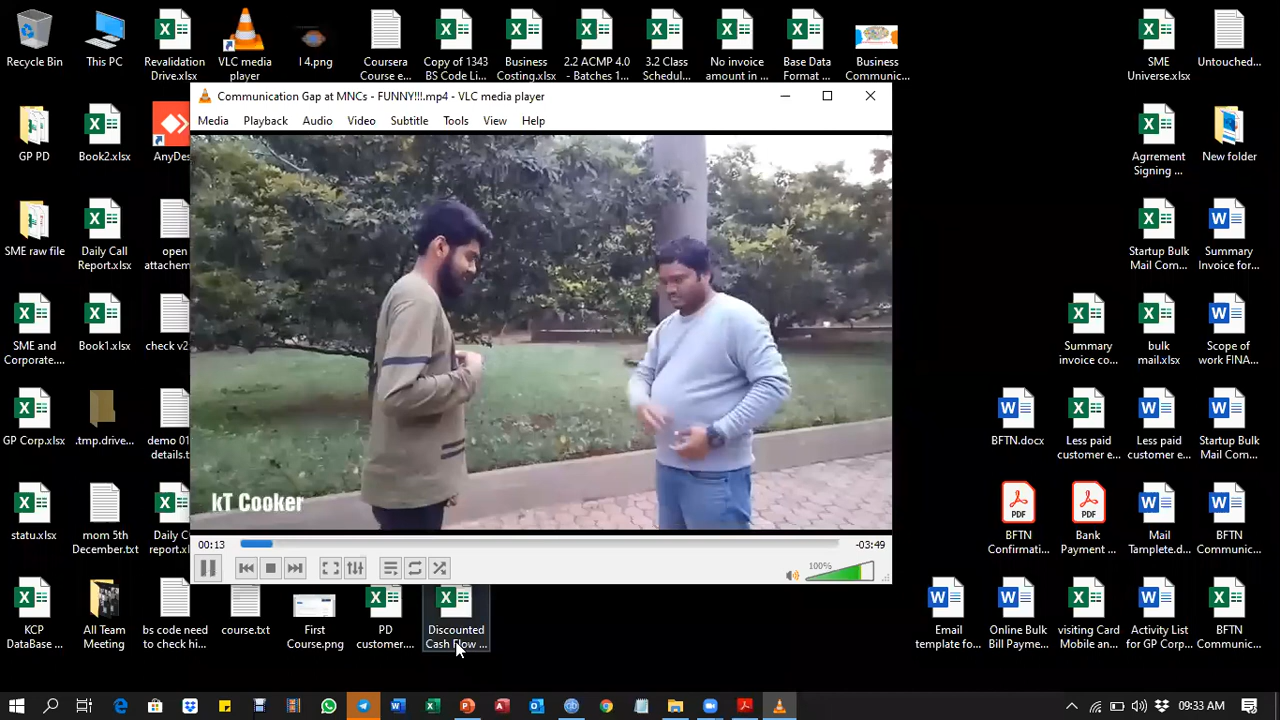 Recycle Bin
This PC
Revalidation
Drive.xlsx
VLC media
player
I 4.png
Coursera
Course e...
Copy of 1343
BS Code Li...
Business
Costing.xlsx
2.2 ACMP 4.0
- Batches 1...
3.2 Class
Schedul...
No invoice
amount in ...
Base Data
Format ...
Business
Communic...
SME
Universe.xlsx
Untouched...
Communication Gap at MNCs - FUNNY!!!.mp4 - VLC media player
Media Playback Audio Video Subtitle Tools View Help
GP PD
Book2.xlsx
AnyDes
Agrrement
Signing ...
New folder
SME raw file
Daily Call
Report.xlsx
open
attachem...
Startup Bulk
Mail Com...
Summary
Invoice for...
SME and
Corporate....
Book1.xlsx
check v2
Summary
invoice co...
bulk
mail.xlsx
Scope of
work FINA...
GP Corp.xlsx
.tmp.drive...
demo 01
details.t
BFTN.docx
Less paid
customer e...
Less paid
customer e...
Startup Bulk
Mail Com...
kT Cooker
statu.xlsx
mom 5th
December.txt
Daily C
report.xl
PDF
BFTN
Confirmati...
PDF
Bank
Payment ...
Mail
Tamplete.d...
BFTN
Communic...
00:13
-03:49
100%
KCP
DataBase ...
All Team
Meeting
bs code need
to check hi...
course.txt
First
Course.png
PD
customer....
Discounted
Cash Flow ...
Email
template fo...
Online Bulk
Bill Payme...
visiting Card
Mobile an...
Activity List
for GP Corp...
BFTN
Communic...
09:33 AM